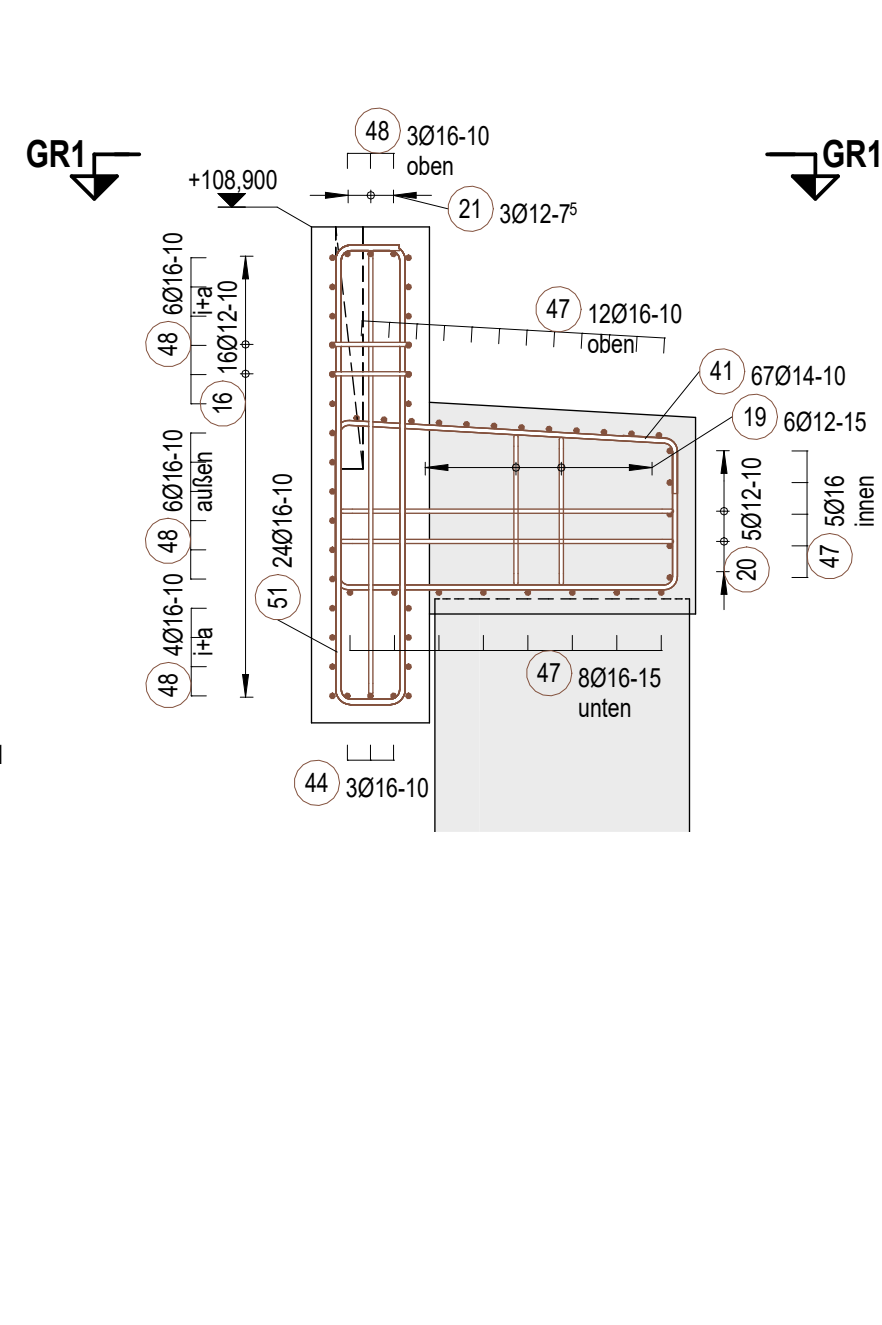 48
3Ø16-10
oben
GR1
GR1
+108,900
21
3Ø12-7⁵
6Ø16-10
i+a
48
16Ø12-10
16
47
12Ø16-10
oben
41
67Ø14-10
19
6Ø12-15
6Ø16-10
außen
48
24Ø16-10
51
5Ø12-10
20
5Ø16
innen
47
4Ø16-10
i+a
48
47
8Ø16-15
unten
44
3Ø16-10